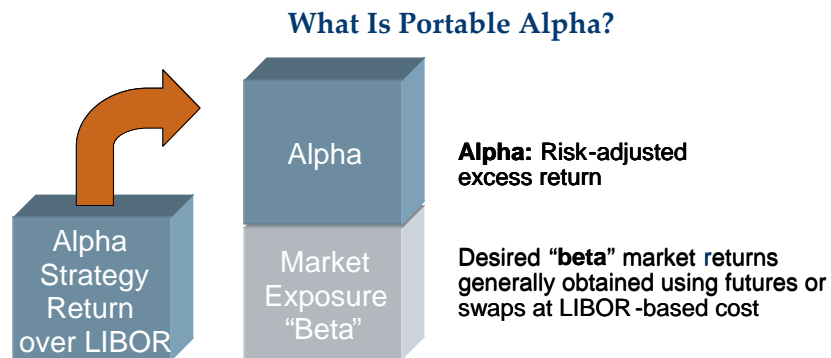 What Is Portable Alpha?
Alpha
Alpha: Risk-adjusted
excess return
Alpha
Strategy
Return
over LIBOR
Market
Exposure
“Beta”
Desired “beta” market returns
generally obtained using futures or
swaps at LIBOR-based cost